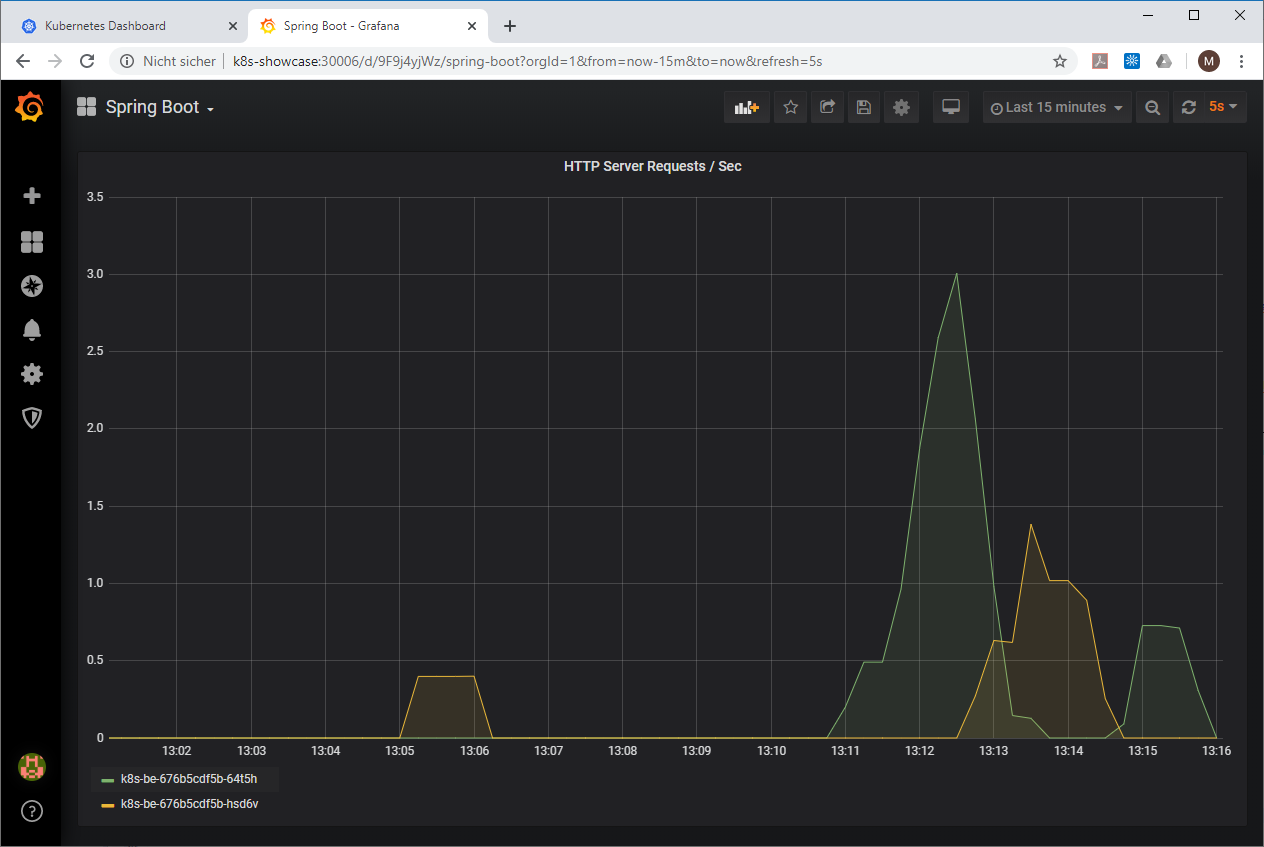 Kubernetes Dashboard
Spring Boot - Grafana
Nicht sicher
k8s-showcase:30006/d/9F9j4yjWz/spring-boot?orgId=1&from=now-15m&to=now&refresh=5s
M
Spring Boot
Last 15 minutes
5s
HTTP Server Requests / Sec
3.5
3.0
2.5
2.0
1.5
1.0
0.5
0
13:02 13:03 13:04 13:05 13:06 13:07 13:08 13:09 13:10 13:11 13:12 13:13 13:14 13:15 13:16
k8s-be-676b5cdf5b-64t5h
k8s-be-676b5cdf5b-hsd6v